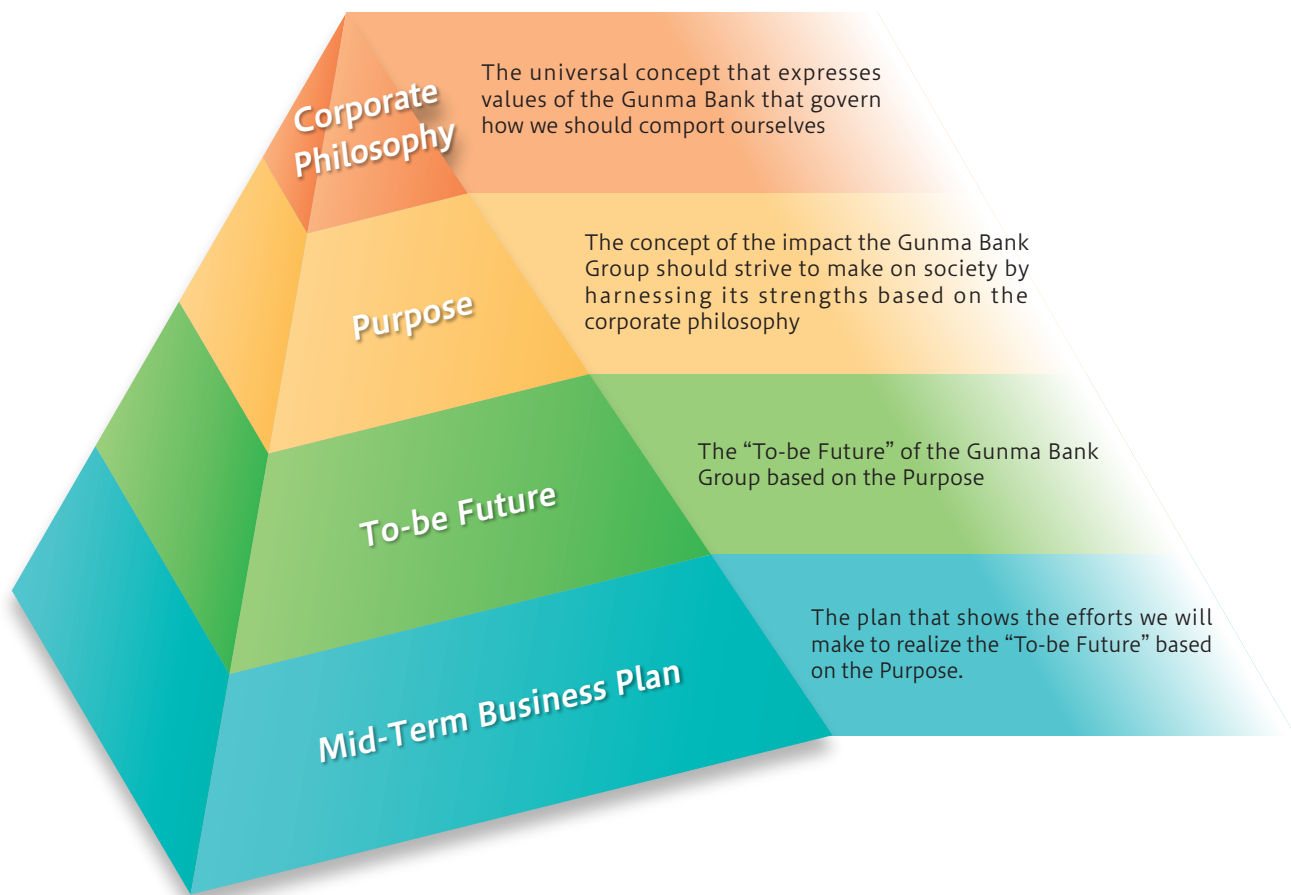 Corporate
Philosophy
The universal concept that expresses
values of the Gunma Bank that govern
how we should comport ourselves
Purpose
The concept of the impact the Gunma Bank
Group should strive to make on society by
harnessing its strengths based on the
corporate philosophy
To-be Future
The “To-be Future” of the Gunma Bank
Group based on the Purpose
Mid-Term Business Plan
The plan that shows the efforts we will
make to realize the “To-be Future” based
on the Purpose.